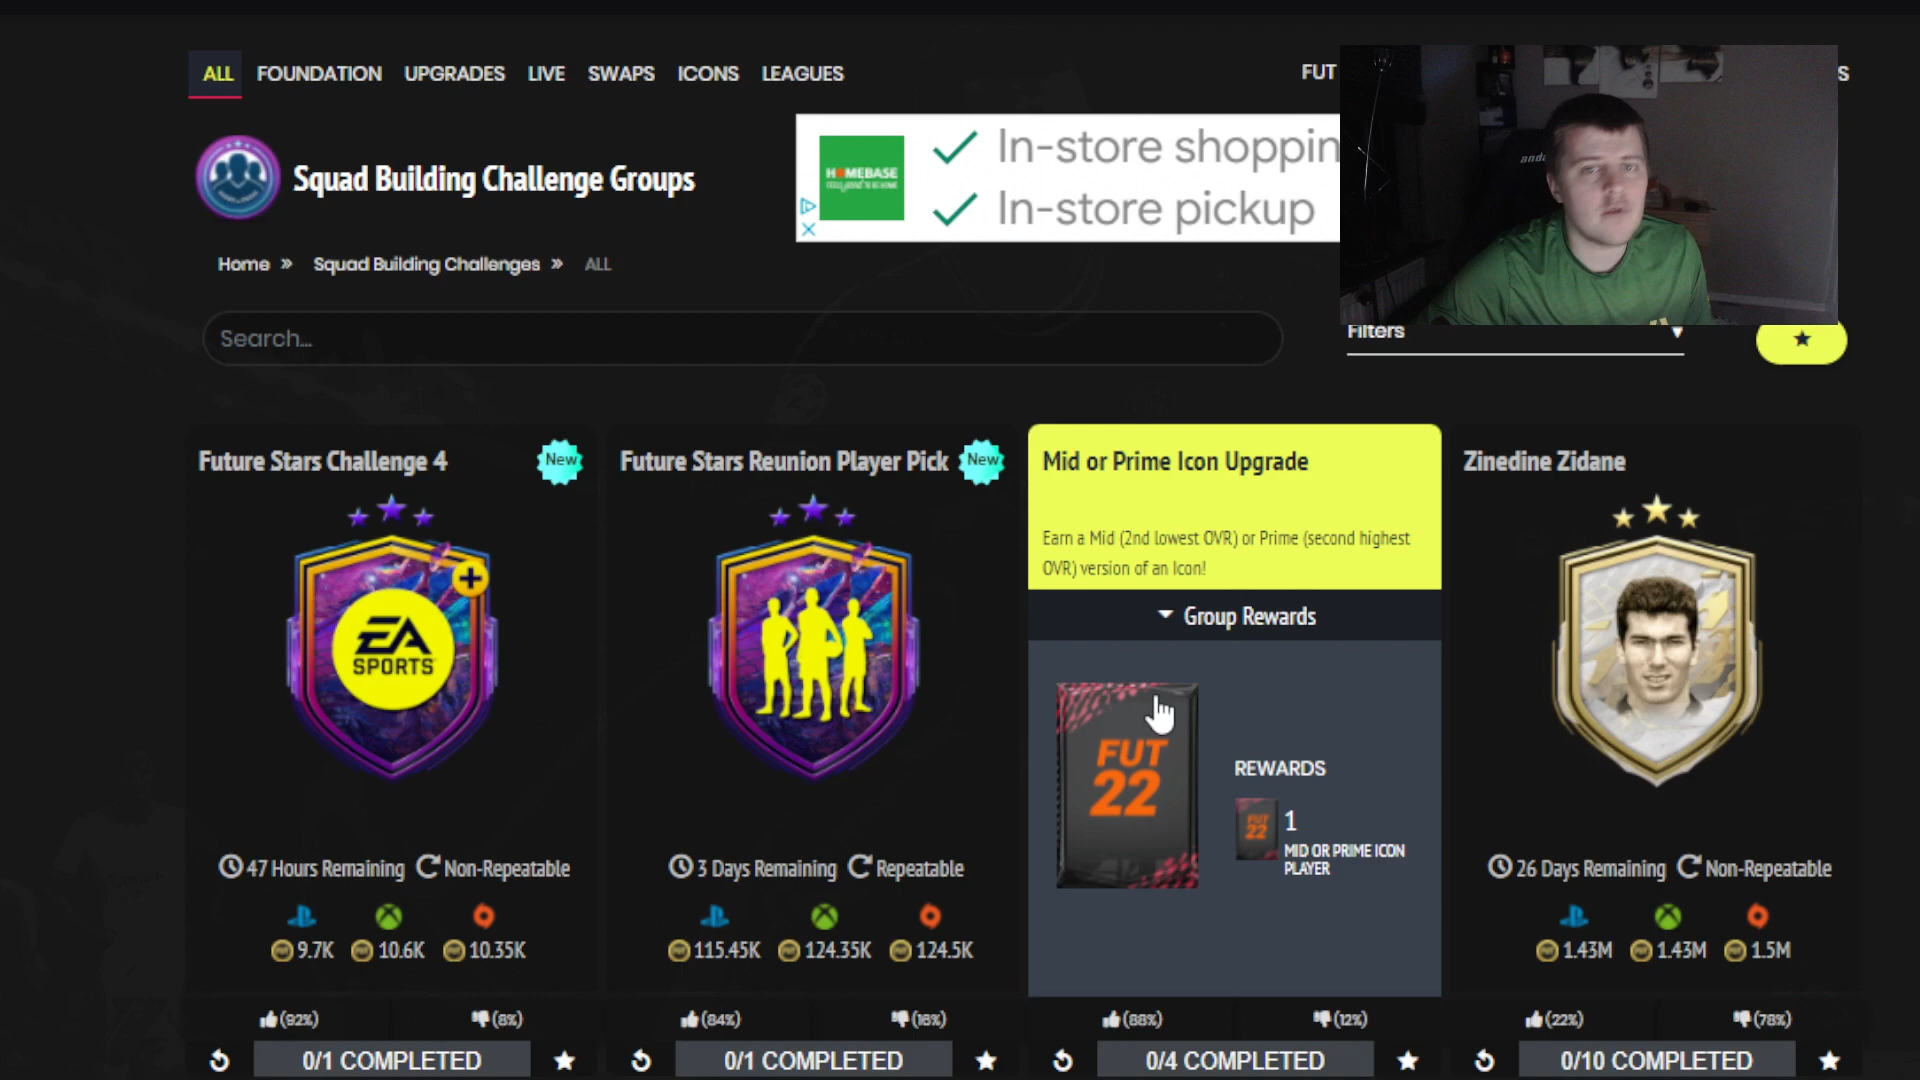 ALL FOUNDATION UPGRADES LIVE SWAPS ICONS LEAGUES FUT S
HOMEBASE
In-store shoppin
In-store pickup
Squad Building Challenge Groups
Home » Squad Building Challenges » ALL
Search...
Filters
Future Stars Challenge 4 New
EA SPORTS
47 Hours Remaining Non-Repeatable
9.7K 10.6K 10.35K
(92%) (8%)
0/1 COMPLETED
Future Stars Reunion Player Pick New
3 Days Remaining Repeatable
115.45K 124.35K 124.5K
(84%) (16%)
0/1 COMPLETED
Mid or Prime Icon Upgrade
Earn a Mid (2nd lowest OVR) or Prime (second highest
OVR) version of an Icon!
Group Rewards
FUT
22
REWARDS
FUT
22
1
MID OR PRIME ICON
PLAYER
(88%) (12%)
0/4 COMPLETED
Zinedine Zidane
26 Days Remaining Non-Repeatable
1.43M 1.43M 1.5M
(22%) (78%)
0/10 COMPLETED